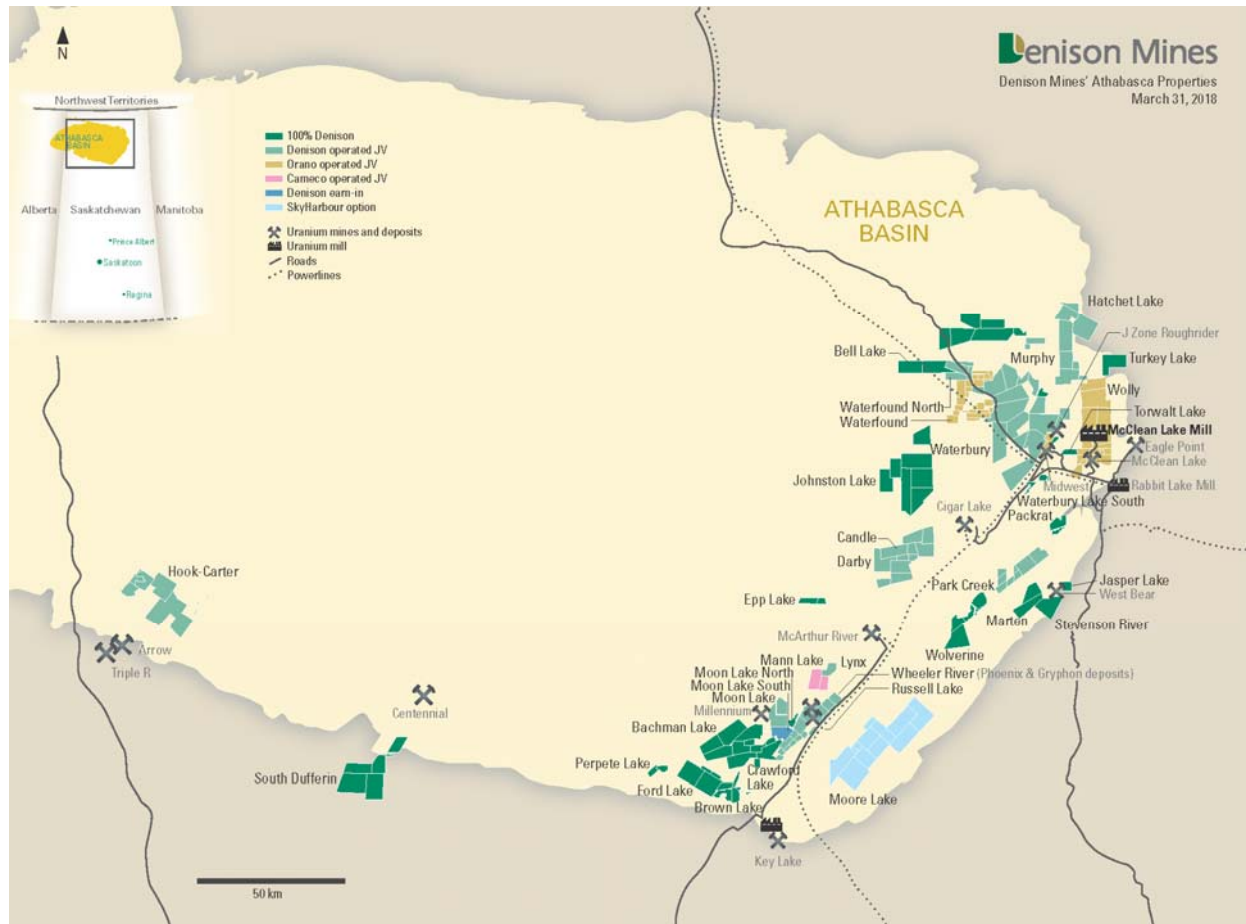 N
Denison Mines
Denison Mines' Athabasca Properties
March 31, 2018
Northwest Territories
ATHABASCA
BASIN
Alberta
Saskatchewan
Manitoba
Prince Albert
Saskatoon
Regina
100% Denison
Denison operated JV
Orano operated JV
Cameco operated JV
Denison earn-in
SkyHarbour option
Uranium mines and deposits
Uranium mill
Roads
Powerlines
ATHABASCA
BASIN
Hatchet Lake
J Zone Roughrider
Bell Lake
Murphy
Turkey Lake
Wolly
Waterfound North
Waterfound
Torwalt Lake
McClean Lake Mill
Waterbury
Eagle Point
McClean Lake
Johnston Lake
Midwest
Rabbit Lake Mill
Waterbury Lake South
Cigar Lake
Packrat
Candle
Darby
Hook-Carter
Park Creek
Jasper Lake
West Bear
Epp Lake
Marten
Stevenson River
McArthur River
Wolverine
Arrow
Triple R
Mann Lake
Lynx
Moon Lake North
Wheeler River (Phoenix & Gryphon deposits)
Moon Lake South
Russell Lake
Moon Lake
Millennium
Centennial
Bachman Lake
Perpete Lake
Crawford
Lake
South Dufferin
Ford Lake
Moore Lake
Brown Lake
Key Lake
50 km